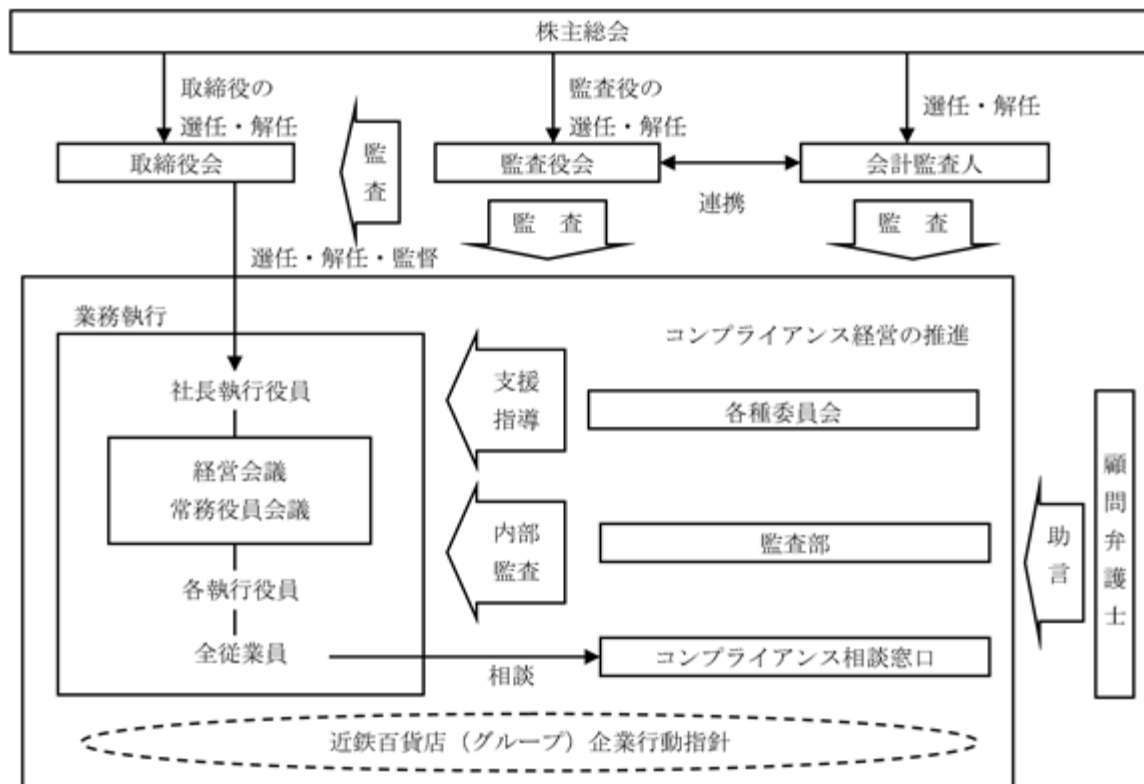 株主総会
取締役の
選任・解任
監査役の
選任・解任
選任・解任
取締役会
監査
監査役会
連携
会計監査人
監 査
監 査
選任・解任・監督
業務執行
コンプライアンス経営の推進
社長執行役員
支援
指導
各種委員会
経営会議
常務役員会議
内部
監査
監査部
助言
顧問弁護士
各執行役員
全従業員
相談
コンプライアンス相談窓口
近鉄百貨店（グループ）企業行動指針